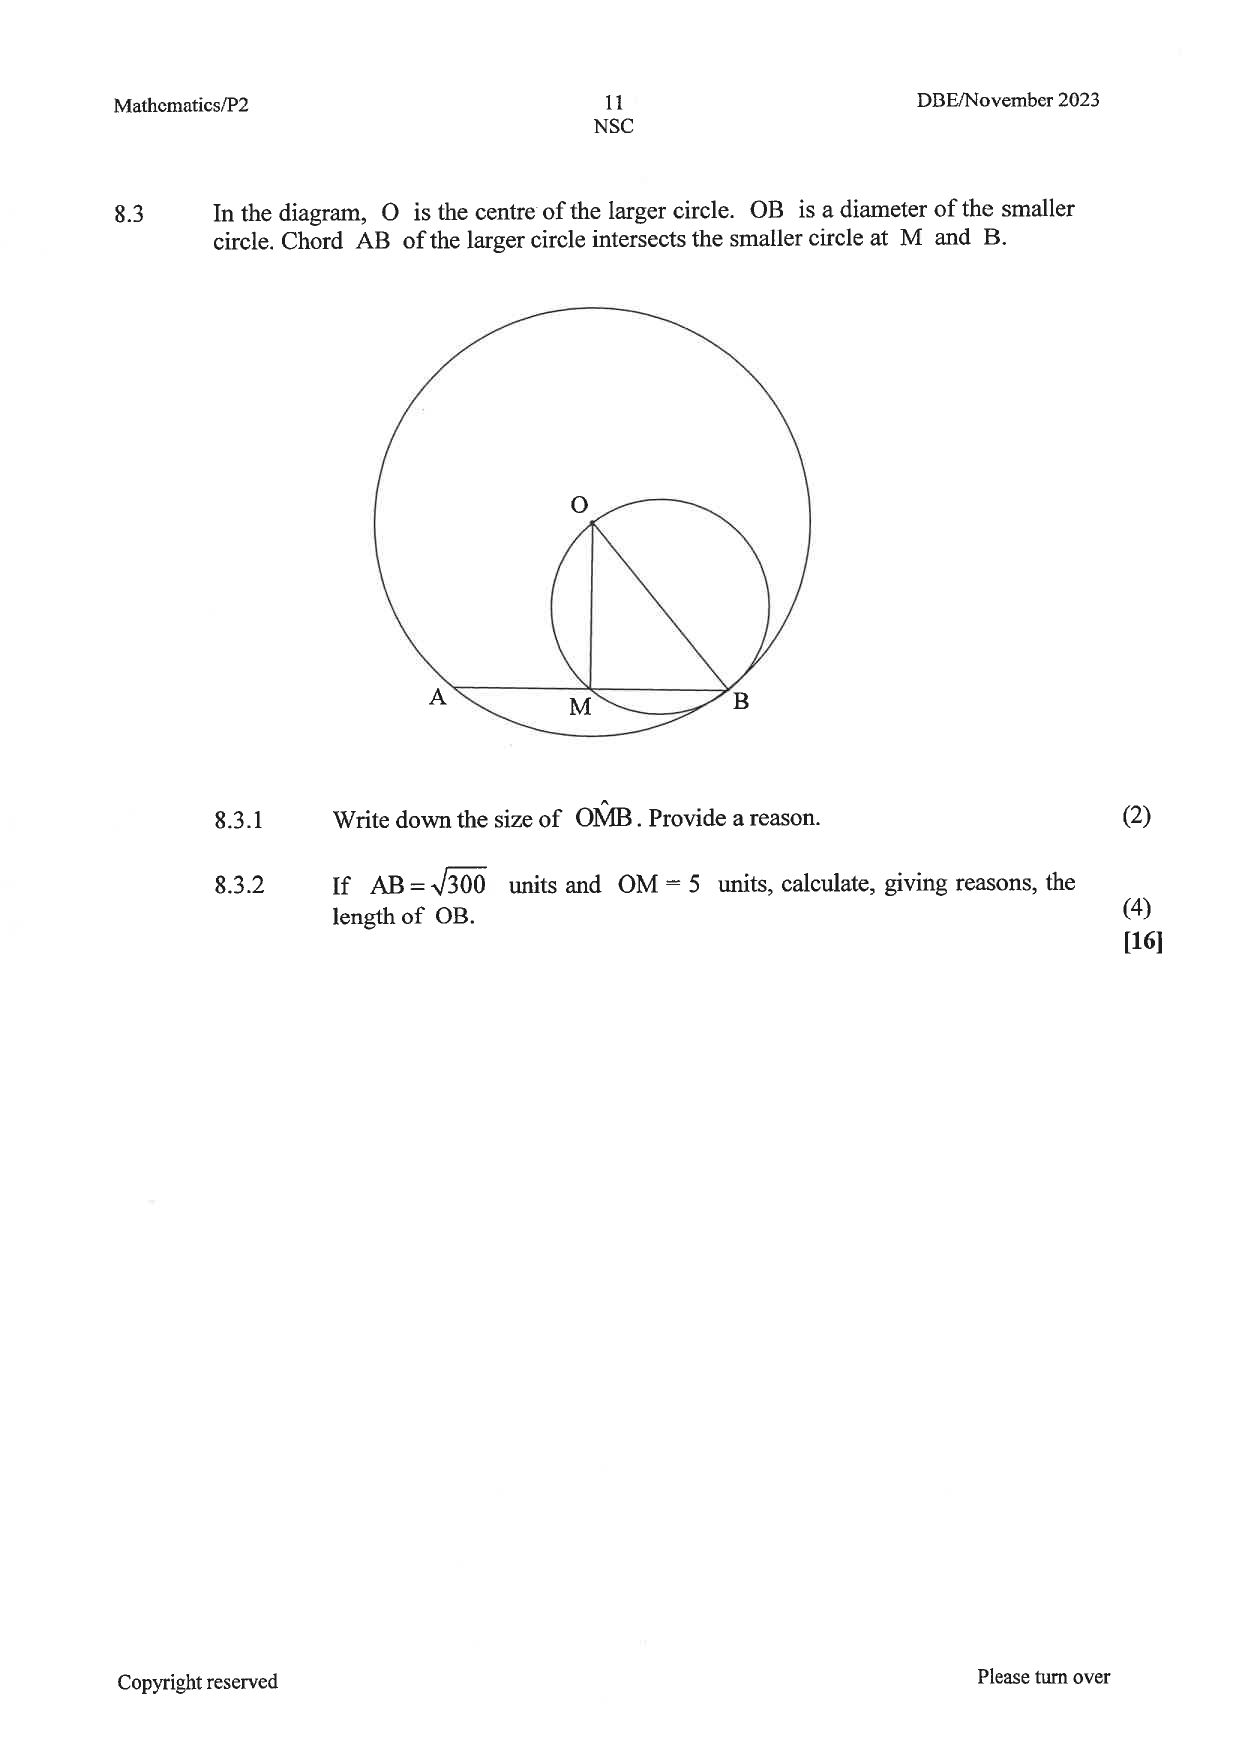 Mathematics/P2
11
DBE/November 2023
NSC
8.3 In the diagram, O is the centre of the larger circle. OB is a diameter of the smaller
circle. Chord AB of the larger circle intersects the smaller circle at M and B.
O
A
M
B
8.3.1 Write down the size of OM̂B. Provide a reason. (2)
8.3.2 If AB = √300 units and OM = 5 units, calculate, giving reasons, the
length of OB. (4)
[16]
Copyright reserved
Please turn over